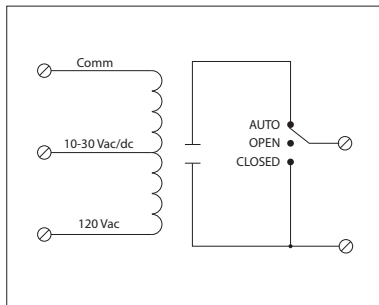 Comm
10-30 Vac/dc
120 Vac
AUTO
OPEN
CLOSED